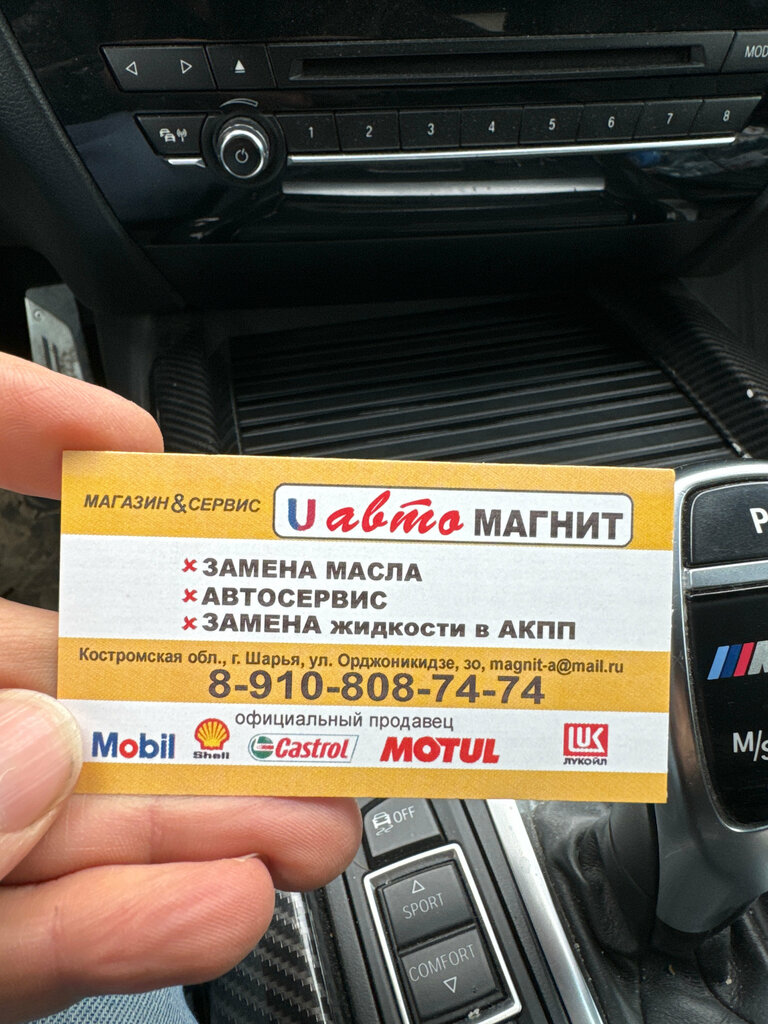 MOD
1 2 3 4 5 6 7 8
МАГАЗИН&СЕРВИС
U авто МАГНИТ
ЗАМЕНА МАСЛА
АВТОСЕРВИС
ЗАМЕНА жидкости в АКПП
Костромская обл., г. Шарья, ул. Орджоникидзе, 30, magnit-a@mail.ru
8-910-808-74-74
официальный продавец
Mobil Shell Castrol MOTUL LUK ЛУКОЙЛ
P
M
M/S
OFF
SPORT
COMFORT